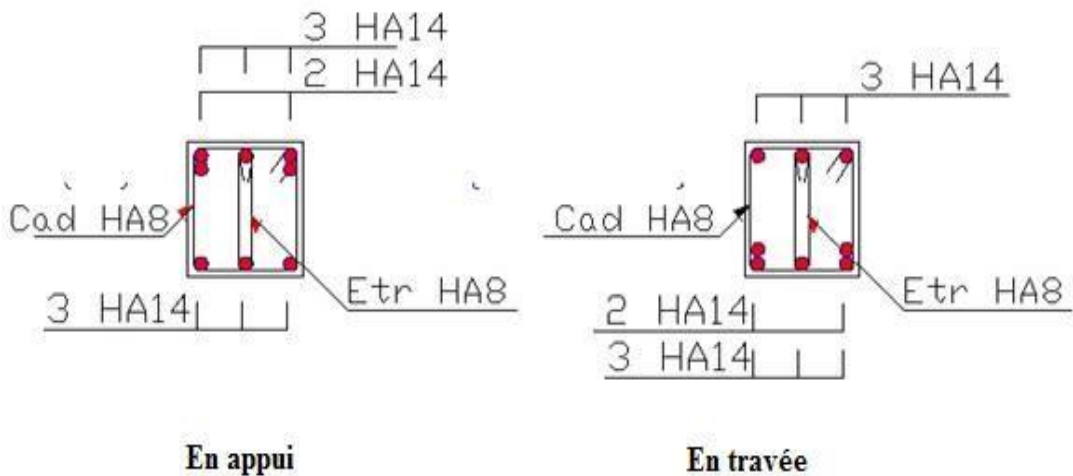 3 HA14
2 HA14
Cad HA8
Etr HA8
3 HA14
En appui
3 HA14
Cad HA8
Etr HA8
2 HA14
3 HA14
En travée